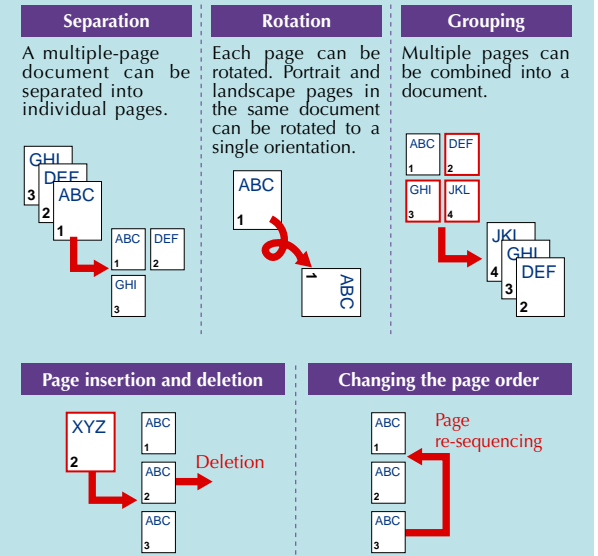 Separation
A multiple-page
document can be
separated into
individual pages.
GHI
3
DEF
2
ABC
1
ABC
1
DEF
2
GHI
3
Rotation
Each page can be
rotated. Portrait and
landscape pages in
the same document
can be rotated to a
single orientation.
ABC
1
ABC
1
Grouping
Multiple pages can
be combined into a
document.
ABC
1
DEF
2
GHI
3
JKL
4
JKL
4
GHI
3
DEF
2
Page insertion and deletion
XYZ
2
ABC
1
ABC
2
Deletion
ABC
3
Changing the page order
ABC
1
Page
re-sequencing
ABC
2
ABC
3